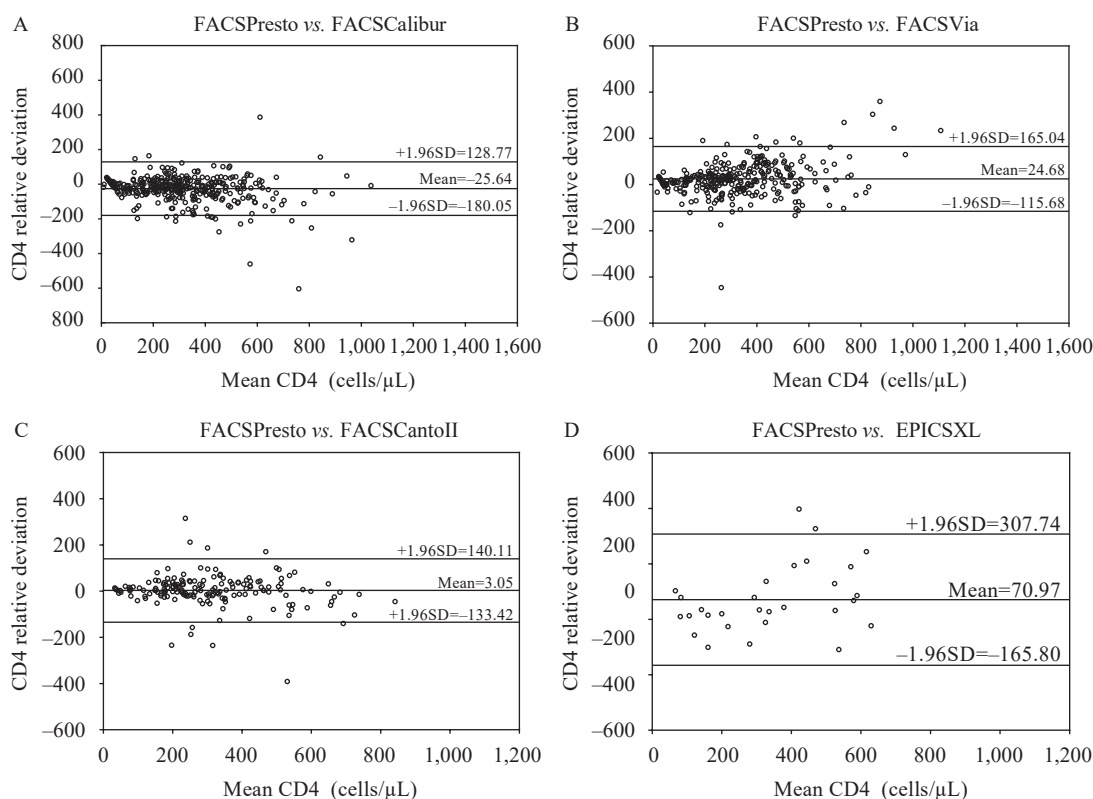 A
FACSPresto vs. FACSCalibur
800
600
400
200
0
–200
–400
–600
800
CD4 relative deviation
+1.96SD=128.77
Mean=–25.64
–1.96SD=–180.05
0 200 400 600 800 1,000 1,200 1,400 1,600
Mean CD4 (cells/µL)
B
FACSPresto vs. FACSVia
600
400
200
0
–200
–400
–600
CD4 relative deviation
+1.96SD=165.04
Mean=24.68
–1.96SD=–115.68
0 200 400 600 800 1,000 1,200 1,400 1,600
Mean CD4 (cells/µL)
C
FACSPresto vs. FACSCantoII
600
400
200
0
–200
–400
–600
CD4 relative deviation
+1.96SD=140.11
Mean=3.05
+1.96SD=–133.42
0 200 400 600 800 1,000 1,200
Mean CD4 (cells/µL)
D
FACSPresto vs. EPICSXL
600
400
200
0
–200
–400
–600
CD4 relative deviation
+1.96SD=307.74
Mean=70.97
–1.96SD=–165.80
0 200 400 600 800 1,000 1,200
Mean CD4 (cells/µL)